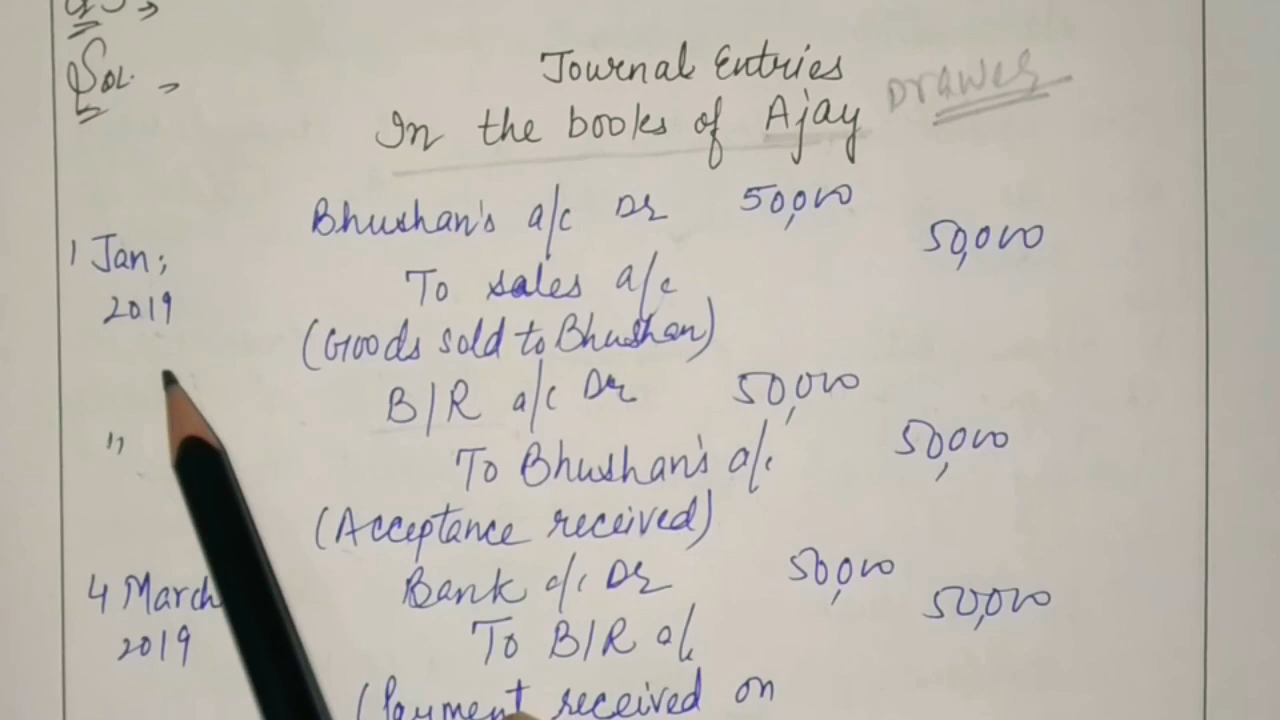 Sol.
Journal Entries
In the books of Ajay Drawer
Bhushan's a/c Dr 50,000
1 Jan; 2019
To sales a/c 50,000
(Goods sold to Bhushan)
B/R a/c Dr 50,000
" To Bhushan's a/c 50,000
(Acceptance received)
4 March 2019 Bank a/c Dr 50,000
To B/R a/c 50,000
(Payment received on